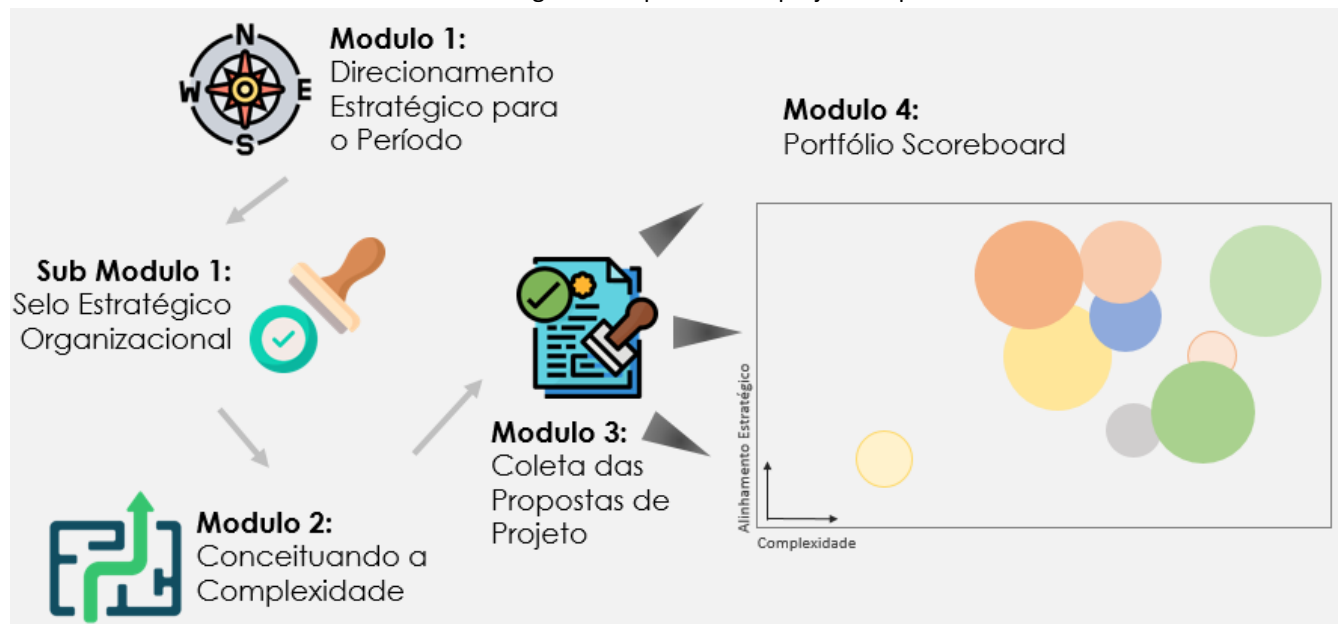 N
W
E
S
Modulo 1:
Direcionamento
Estratégico para
o Período
Sub Modulo 1:
Selo Estratégico
Organizacional
Modulo 2:
Conceituando a
Complexidade
Modulo 3:
Coleta das
Propostas de
Projeto
Modulo 4:
Portfólio Scoreboard
Alinhamento Estratégico
Complexidade